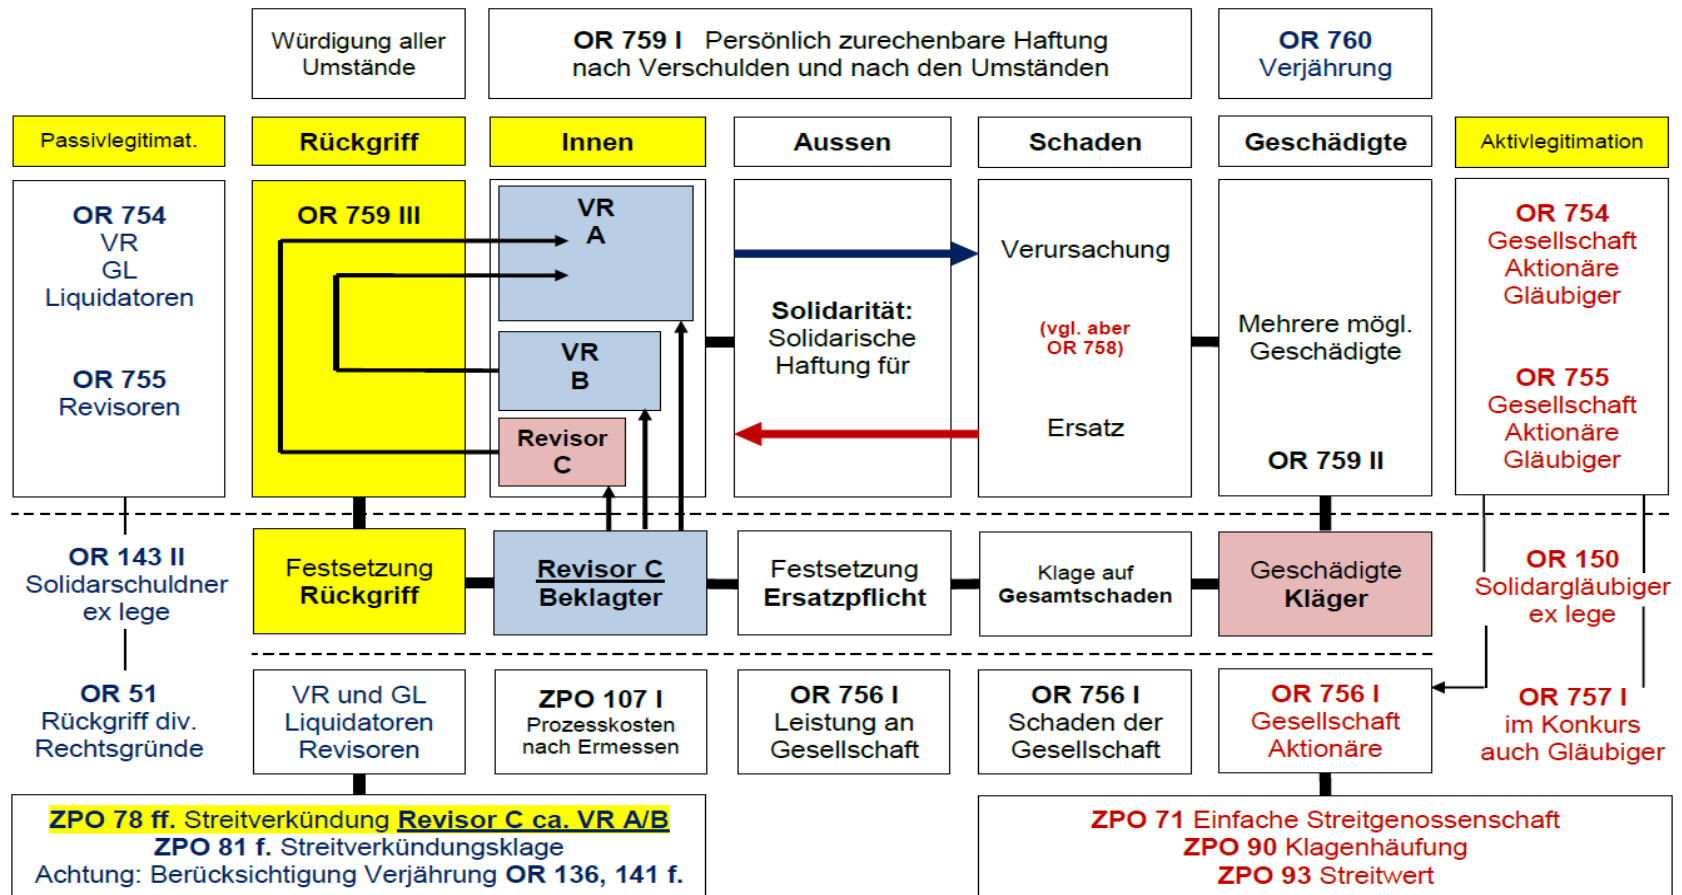 Würdigung aller
Umstände
OR 759 I Persönlich zurechenbare Haftung
nach Verschulden und nach den Umständen
OR 760
Verjährung
Passivlegitimat.
Rückgriff
Innen
Aussen
Schaden
Geschädigte
Aktivlegitimation
OR 754
VR
GL
Liquidatoren
OR 755
Revisoren
OR 759 III
VR
A
VR
B
Revisor
C
Solidarität:
Solidarische
Haftung für
Verursachung
(vgl. aber
OR 758)
Ersatz
Mehrere mögl.
Geschädigte
OR 759 II
OR 754
Gesellschaft
Aktionäre
Gläubiger
OR 755
Gesellschaft
Aktionäre
Gläubiger
OR 143 II
Solidarschuldner
ex lege
Festsetzung
Rückgriff
Revisor C
Beklagter
Festsetzung
Ersatzpflicht
Klage auf
Gesamtschaden
Geschädigte
Kläger
OR 150
Solidargläubiger
ex lege
OR 51
Rückgriff div.
Rechtsgründe
VR und GL
Liquidatoren
Revisoren
ZPO 107 I
Prozesskosten
nach Ermessen
OR 756 I
Leistung an
Gesellschaft
OR 756 I
Schaden der
Gesellschaft
OR 756 I
Gesellschaft
Aktionäre
OR 757 I
im Konkurs
auch Gläubiger
ZPO 78 ff. Streitverkündung Revisor C ca. VR A/B
ZPO 81 f. Streitverkündungsklage
Achtung: Berücksichtigung Verjährung OR 136, 141 f.
ZPO 71 Einfache Streitgenossenschaft
ZPO 90 Klagenhäufung
ZPO 93 Streitwert